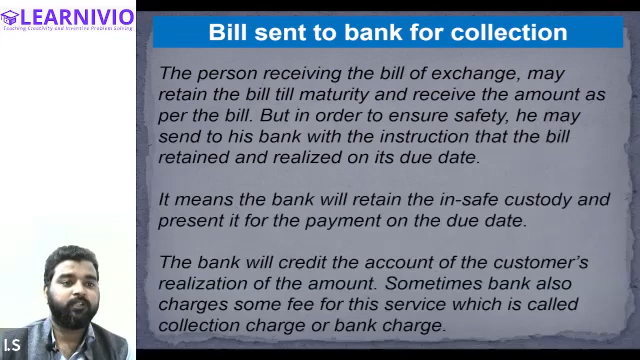 LEARNIVIO
Teaching Creativity and Inventive Problem Solving
Bill sent to bank for collection
The person receiving the bill of exchange, may
retain the bill till maturity and receive the amount as
per the bill. But in order to ensure safety, he may
send to his bank with the instruction that the bill
retained and realized on its due date.
It means the bank will retain the in-safe custody and
present it for the payment on the due date.
The bank will credit the account of the customer's
realization of the amount. Sometimes bank also
charges some fee for this service which is called
collection charge or bank charge.
I.S